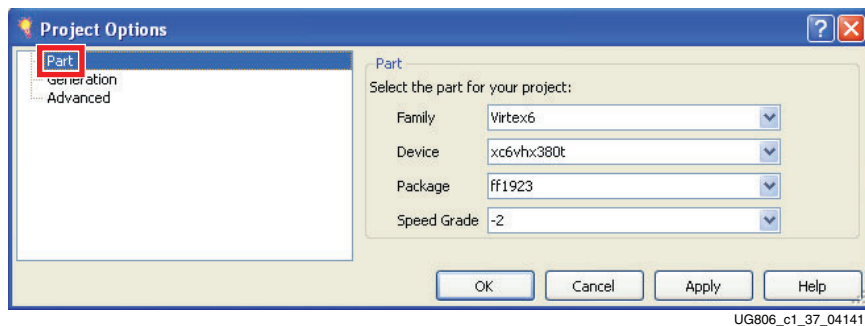 Project Options
Part
Generation
Advanced
Part
Select the part for your project:
Family Virtex6
Device xc6vhx380t
Package ff1923
Speed Grade -2
OK Cancel Apply Help
UG806_c1_37_04141